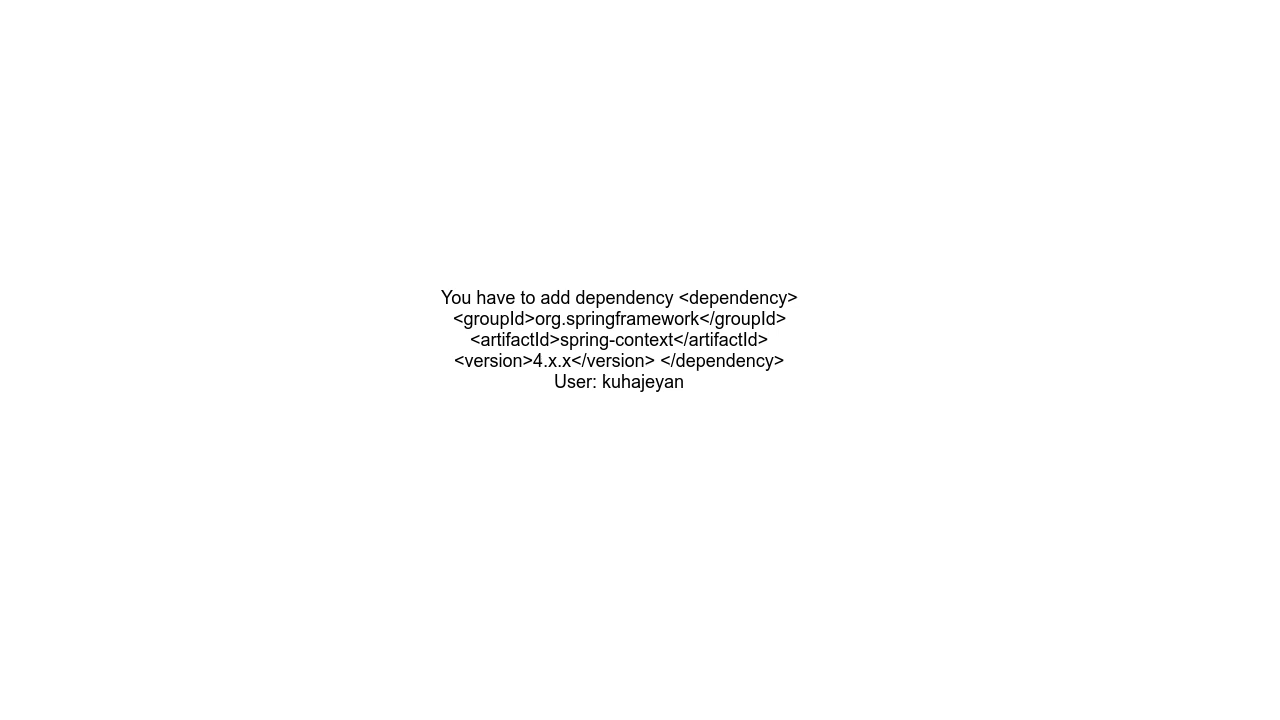 You have to add dependency <dependency>
<groupId>org.springframework</groupId>
<artifactId>spring-context</artifactId>
<version>4.x.x</version> </dependency>
User: kuhajeyan